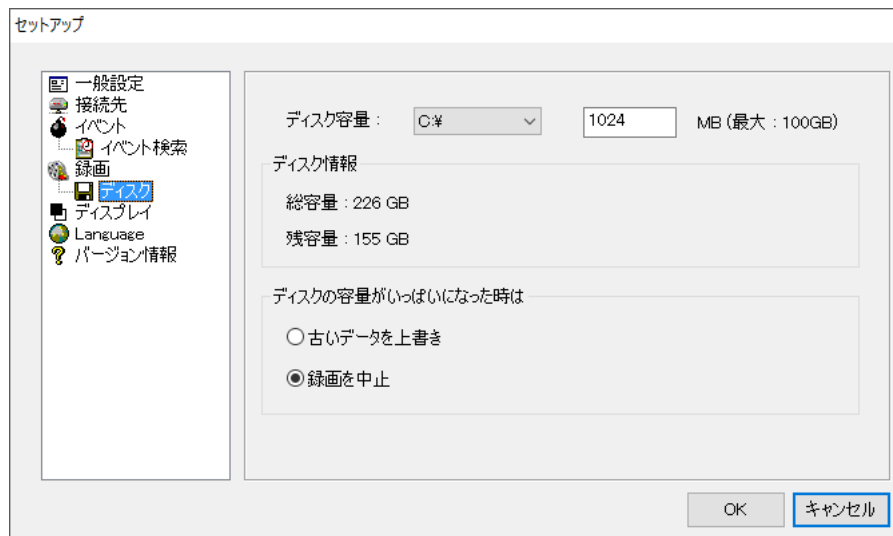 セットアップ
一般設定
接続先
イベント
イベント検索
録画
ディスク
ディスプレイ
Language
バージョン情報
ディスク容量 : C:¥ 1024 MB (最大 : 100GB)
ディスク情報
総容量 : 226 GB
残容量 : 155 GB
ディスクの容量がいっぱいになった時は
古いデータを上書き
録画を中止
OK キャンセル